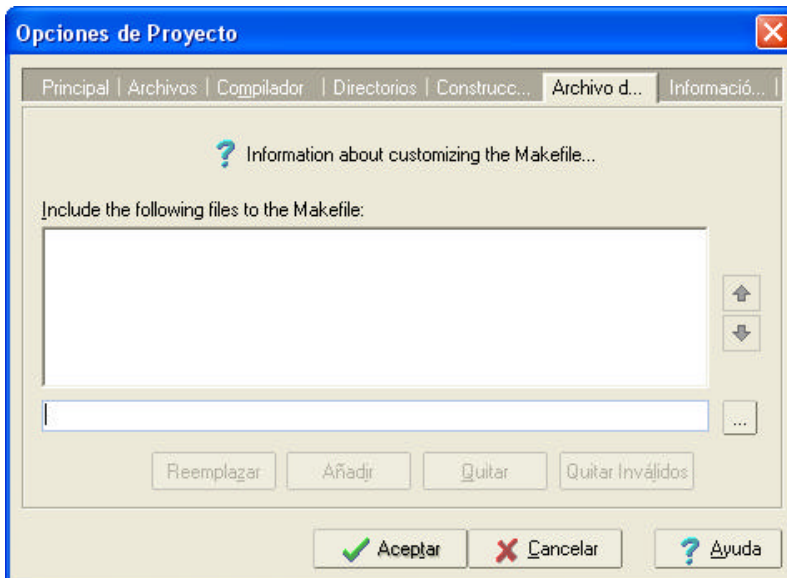 Opciones de Proyecto
Principal | Archivos | Compilador | Directorios | Construcc... Archivo d... Informació... |
? Information about customizing the Makefile...
Include the following files to the Makefile:
...
Reemplazar Añadir Quitar Quitar Inválidos
Aceptar Cancelar ? Ayuda